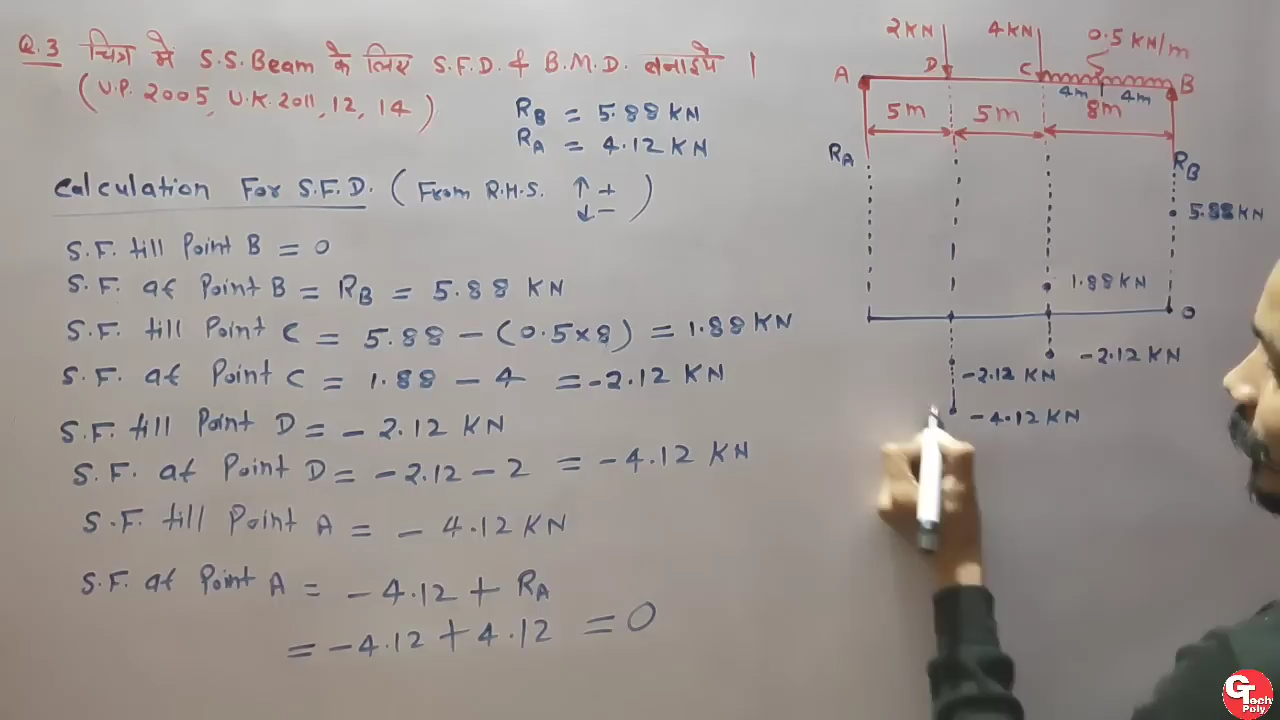 Q.3 चित्र में S.S.Beam के लिए S.F.D. & B.M.D. बनाइये ।
(U.P. 2005, U.K. 2011, 12, 14)
RB = 5.88 KN
RA = 4.12 KN
Calculation For S.F.D. (From R.H.S. ↑ +
↓ -)
S.F. till Point B = 0
S.F. at Point B = RB = 5.88 KN
S.F. till Point C = 5.88 - (0.5×8) = 1.88 KN
S.F. at Point C = 1.88 - 4 = -2.12 KN
S.F. till Point D = - 2.12 KN
S.F. at Point D = -2.12 - 2 = -4.12 KN
S.F. till Point A = - 4.12 KN
S.F. at Point A = -4.12 + RA
= -4.12 + 4.12 = 0
2KN 4KN 0.5 KN/m
A D C B
4m 4m
5m 5m 8m
RA RB
5.88 KN
1.88 KN
0
-2.12 KN
-2.12 KN
-4.12 KN
GTech
Poly